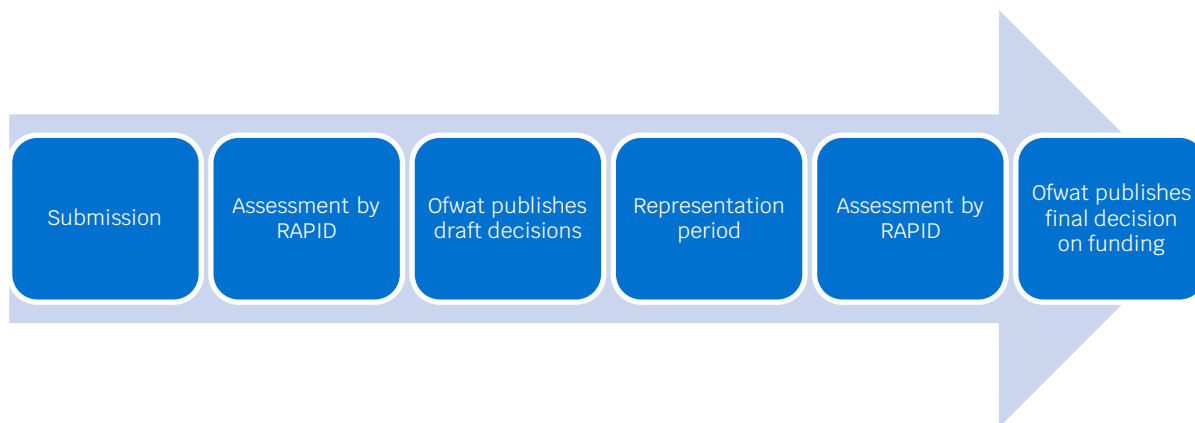 Submission
Assessment by
RAPID
Ofwat publishes
draft decisions
Representation
period
Assessment by
RAPID
Ofwat publishes
final decision
on funding